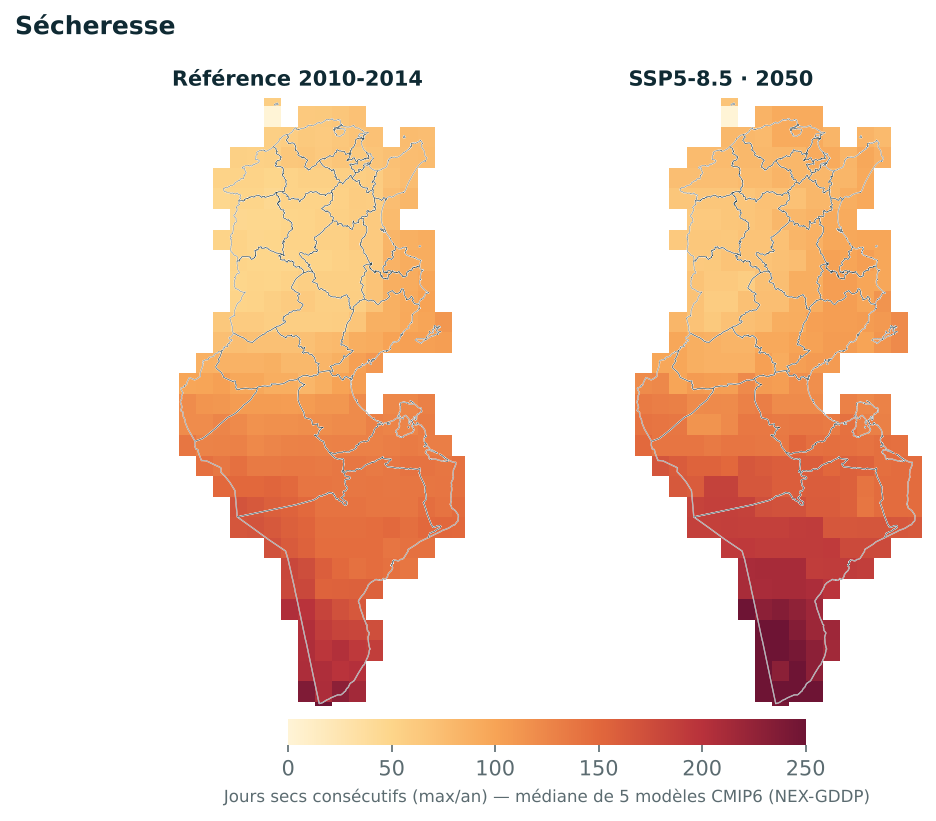 Sécheresse
Référence 2010-2014
SSP5-8.5 · 2050
0 50 100 150 200 250
Jours secs consécutifs (max/an) — médiane de 5 modèles CMIP6 (NEX-GDDP)